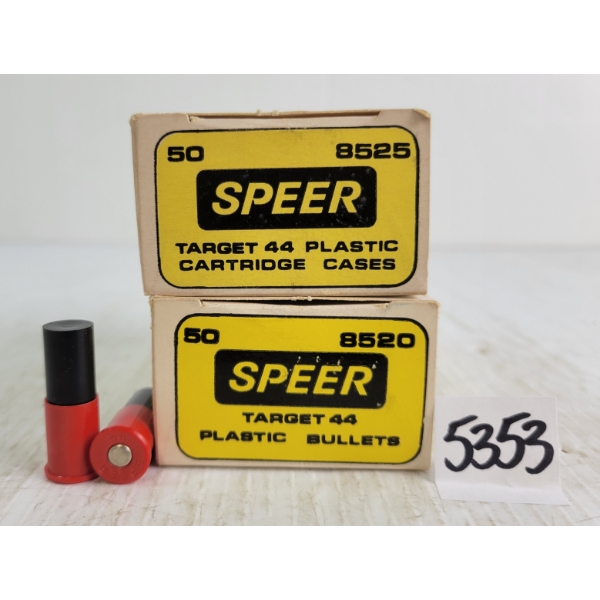 50 8525
SPEER
TARGET 44 PLASTIC
CARTRIDGE CASES
50 8520
SPEER
TARGET 44
PLASTIC BULLETS
5353